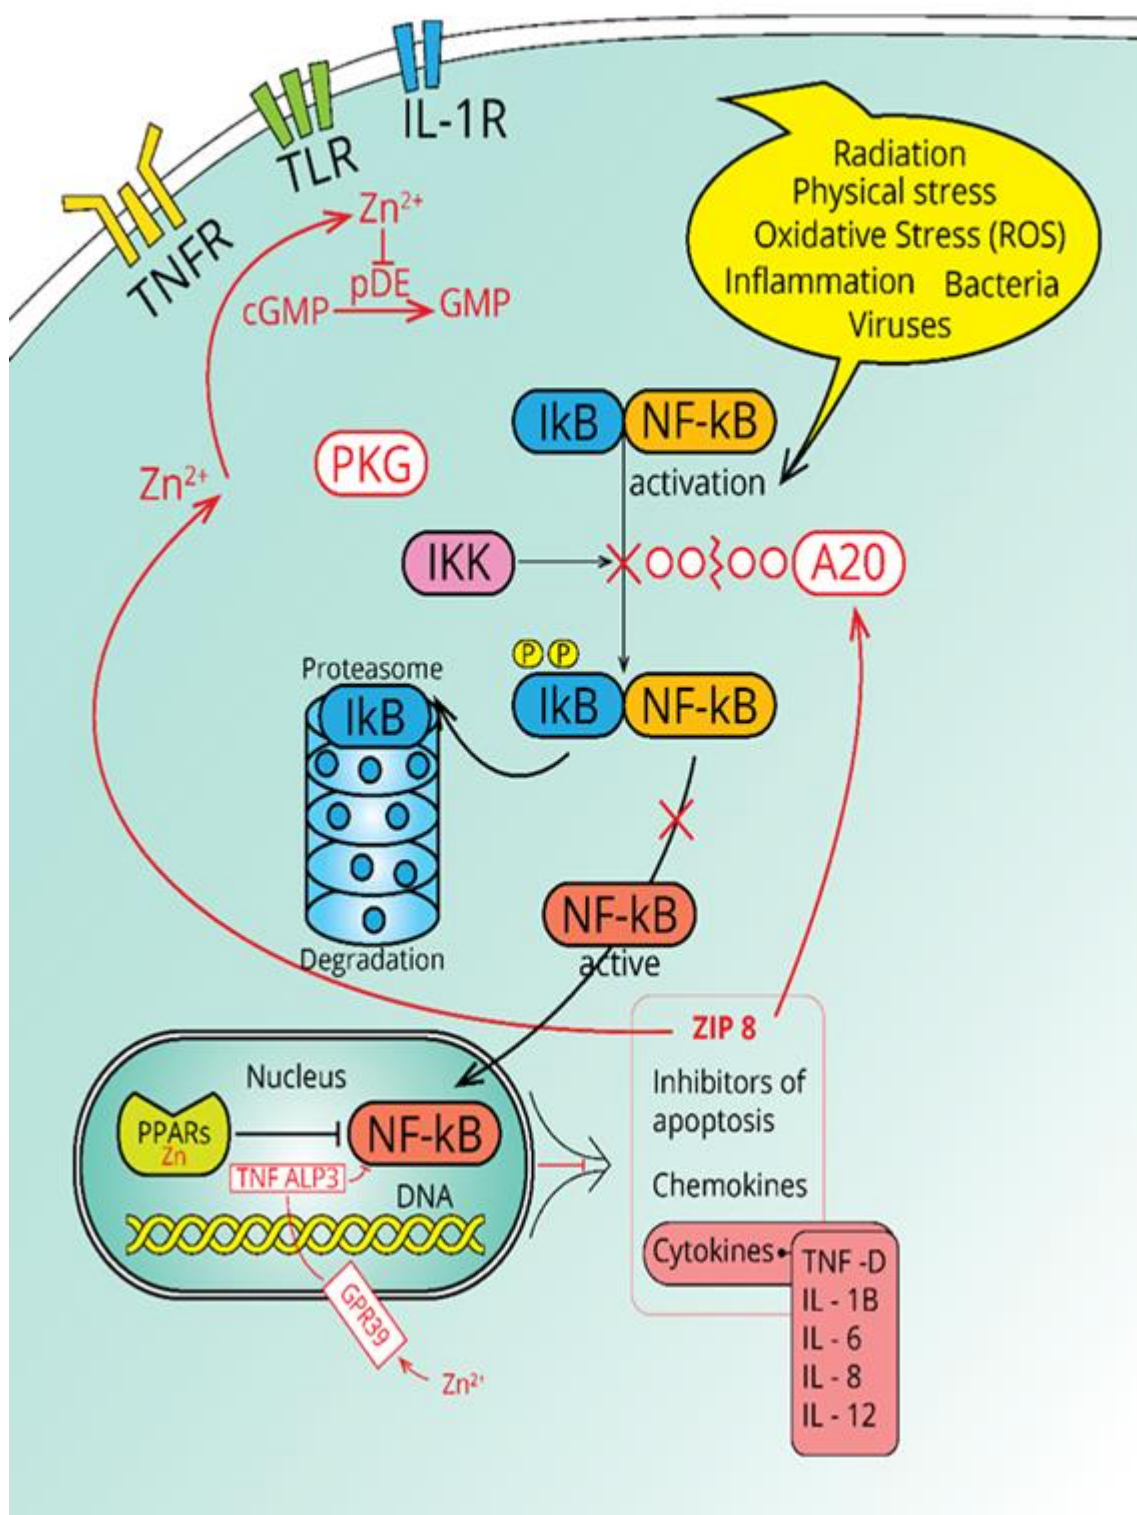 IL-1R
TLR
TNFR
Radiation
Physical stress
Oxidative Stress (ROS)
Inflammation Bacteria
Viruses
Zn²⁺
pDE
cGMP GMP
IkB NF-kB
activation
Zn²⁺
PKG
IKK
A20
P P
IkB NF-kB
Proteasome
IkB
Degradation
NF-kB
active
ZIP 8
Inhibitors of
apoptosis
Chemokines
Cytokines
TNF -D
IL - 1B
IL - 6
IL - 8
IL - 12
Nucleus
PPARs
Zn
NF-kB
TNF ALP3
DNA
GPR39
Zn²⁺